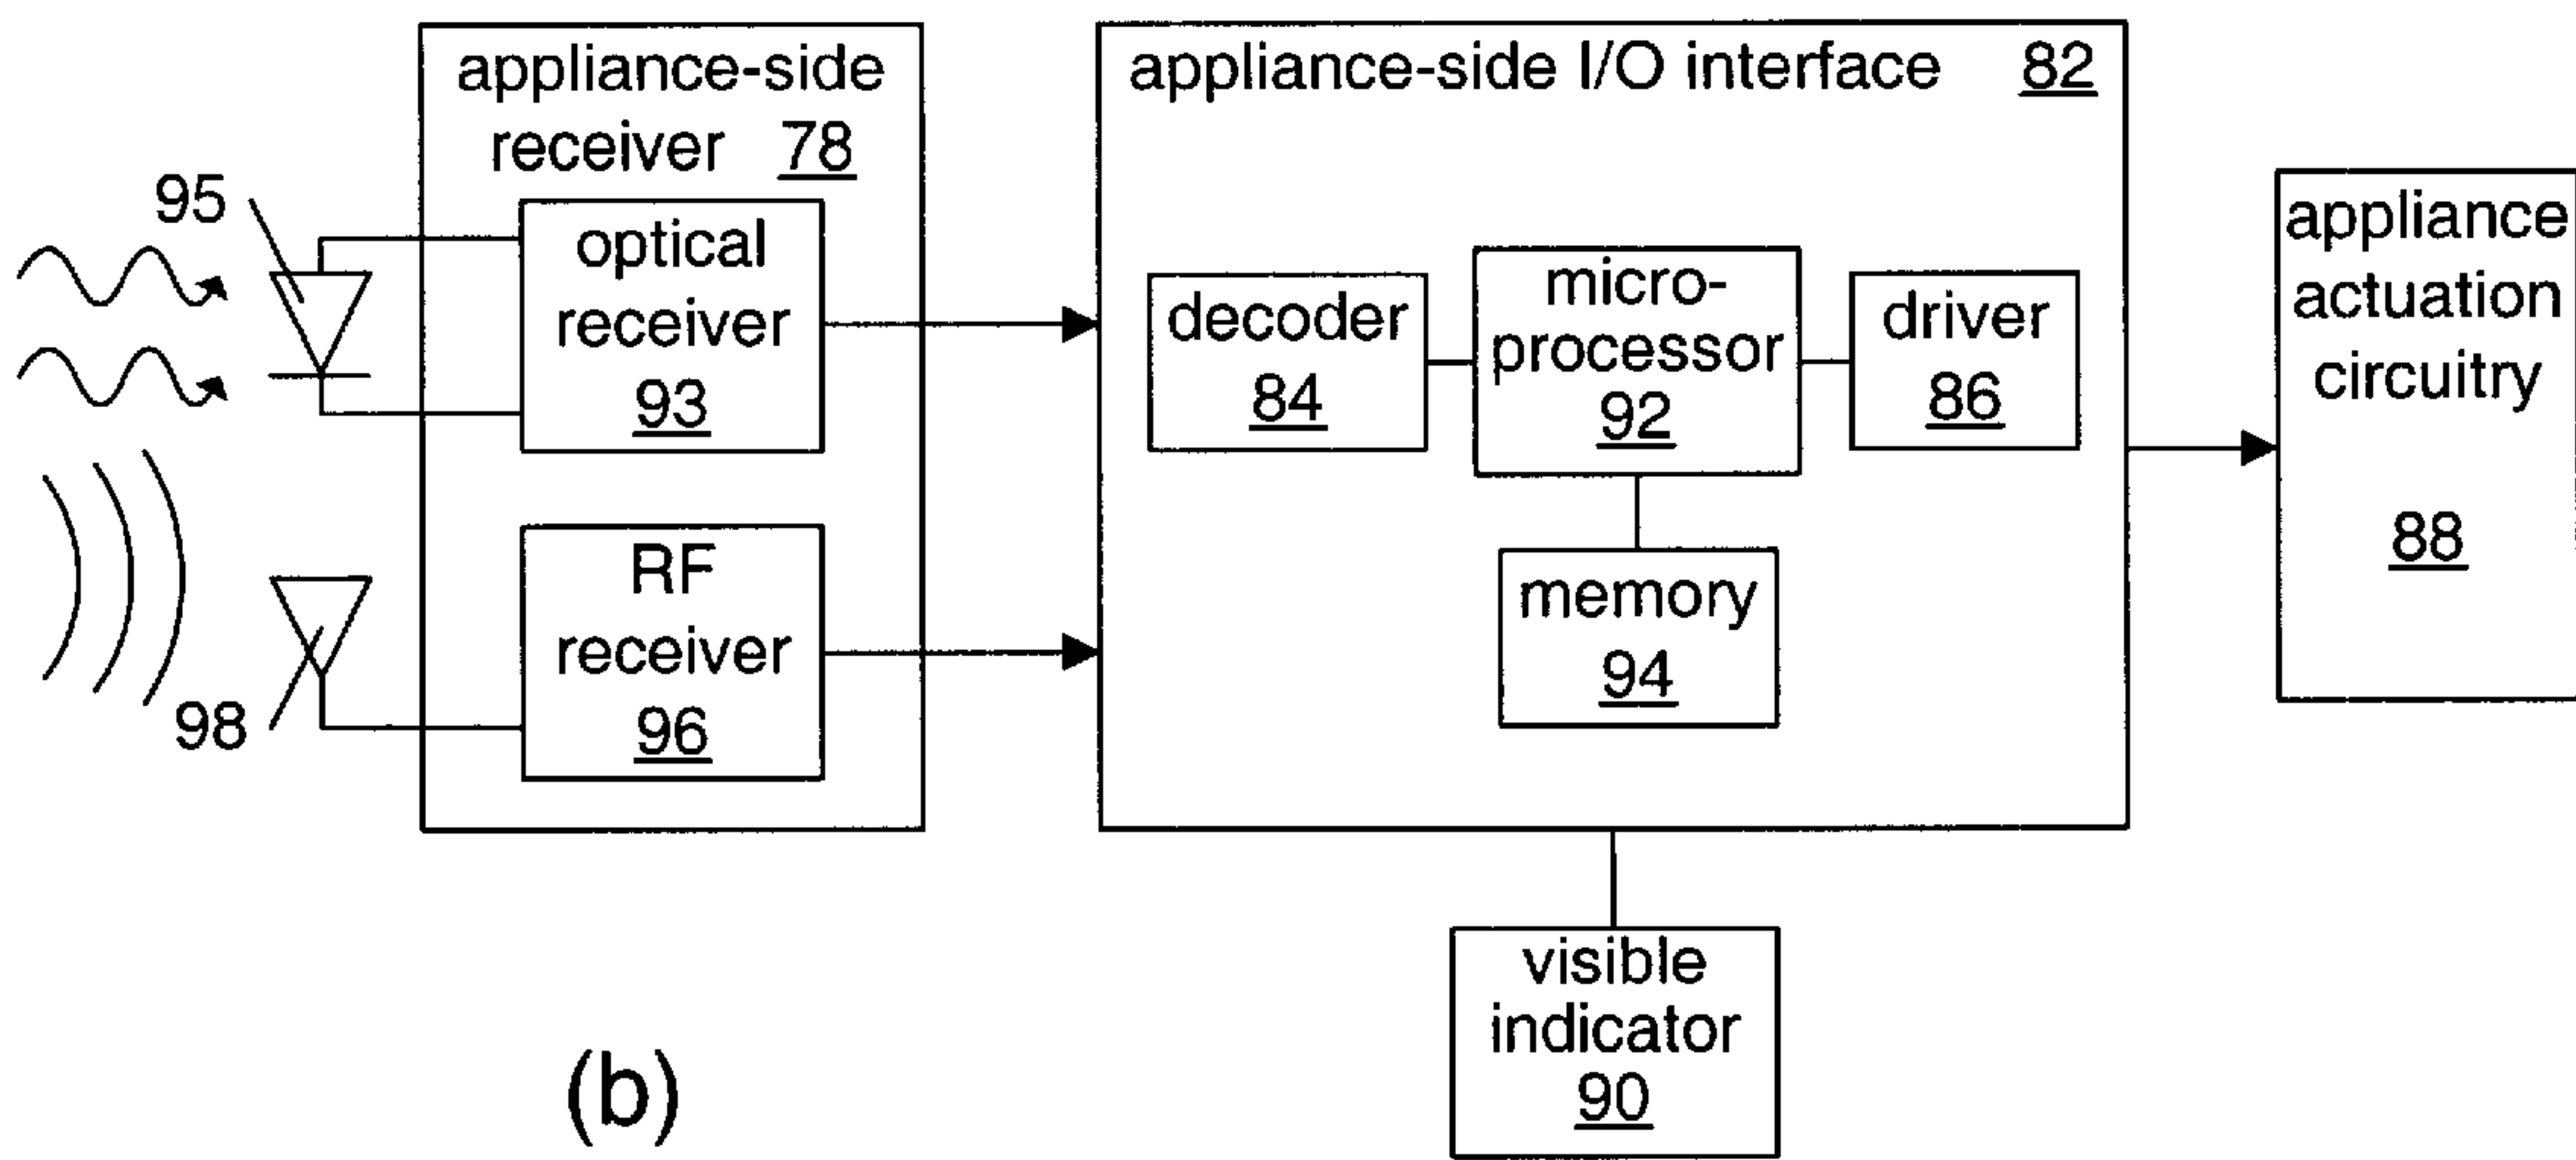 appliance-side
receiver 78
95
optical
receiver
93
RF
receiver
96
98
appliance-side I/O interface 82
decoder
84
micro-
processor
92
driver
86
memory
94
appliance
actuation
circuitry
88
visible
indicator
90
(b)